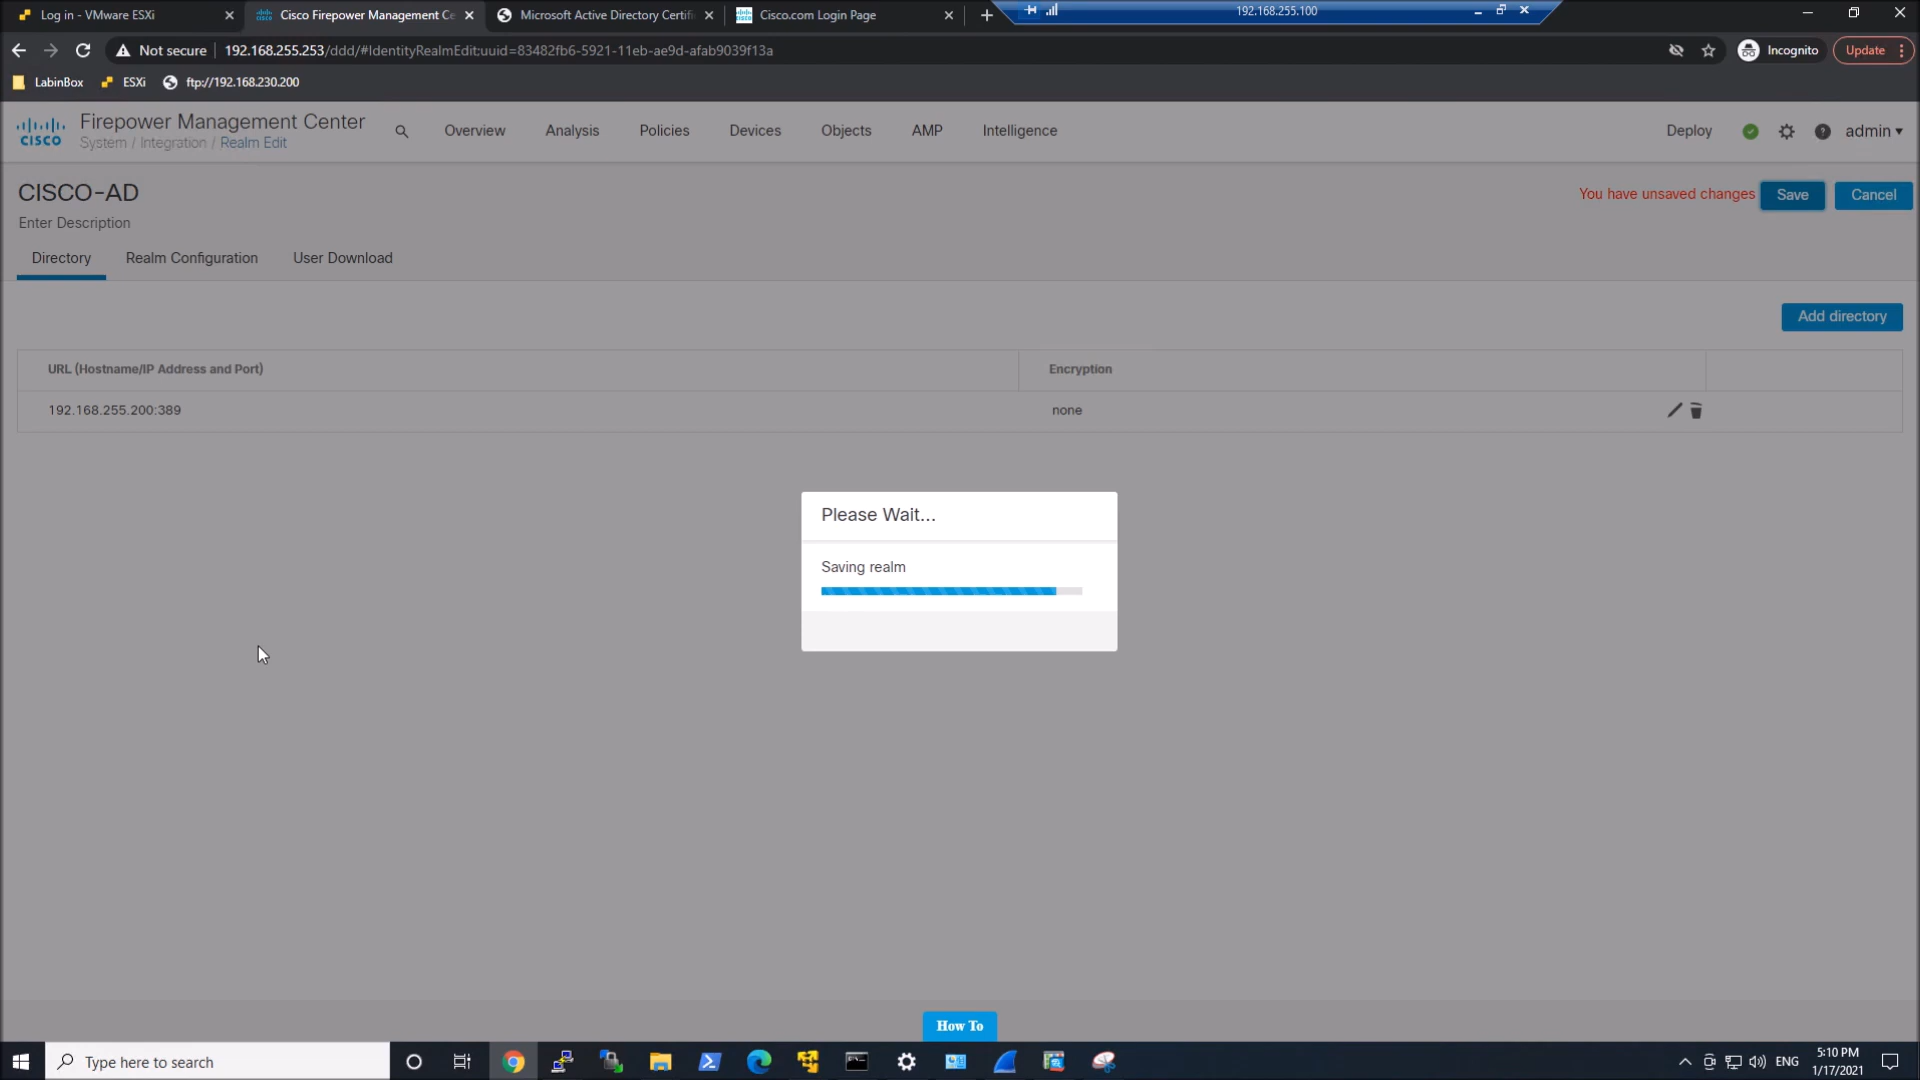 Log in - VMware ESXi
Cisco Firepower Management Ce
Microsoft Active Directory Certifi
Cisco.com Login Page
192.168.255.100
Not secure
192.168.255.253/ddd/#IdentityRealmEdit:uuid=83482fb6-5921-11eb-ae9d-afab9039f13a
Incognito
Update
LabinBox
ESXi
ftp://192.168.230.200
CISCO
Firepower Management Center
System / Integration / Realm Edit
Overview
Analysis
Policies
Devices
Objects
AMP
Intelligence
Deploy
admin
CISCO-AD
Enter Description
You have unsaved changes
Save
Cancel
Directory
Realm Configuration
User Download
Add directory
URL (Hostname/IP Address and Port)
Encryption
192.168.255.200:389
none
Please Wait...
Saving realm
How To
Type here to search
ENG
5:10 PM
1/17/2021